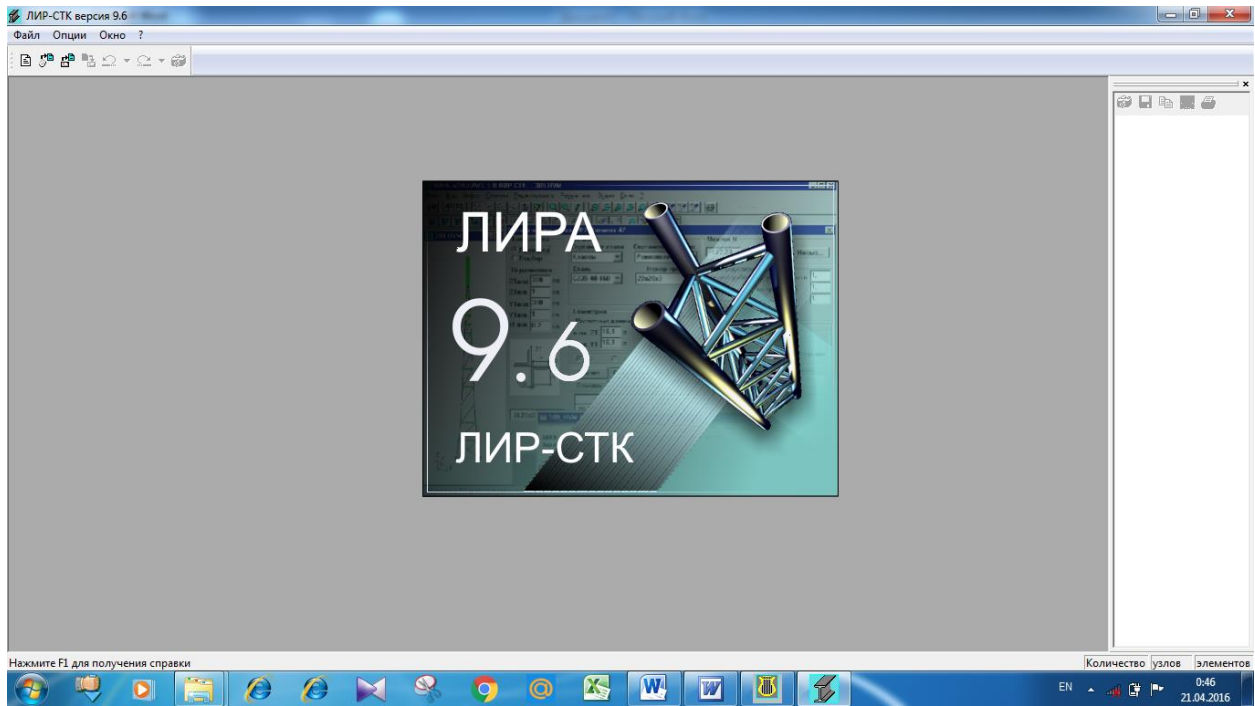 ЛИР-СТК версия 9.6
Файл Опции Окно ?
ЛИРА
9.6
ЛИР-СТК
Нажмите F1 для получения справки
Количество узлов элементов
EN 0:46
21.04.2016